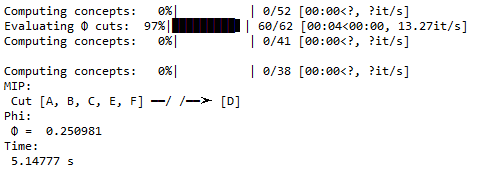 Computing concepts:   0%|          | 0/52 [00:00<?, ?it/s]
Evaluating Φ cuts:  97%|█████████▋| 60/62 [00:04<00:00, 13.27it/s]
Computing concepts:   0%|          | 0/41 [00:00<?, ?it/s]
Computing concepts:   0%|          | 0/38 [00:00<?, ?it/s]
MIP:
Cut [A, B, C, E, F] ━━/ /━━➤ [D]
Phi:
Φ =  0.250981
Time:
5.14777 s